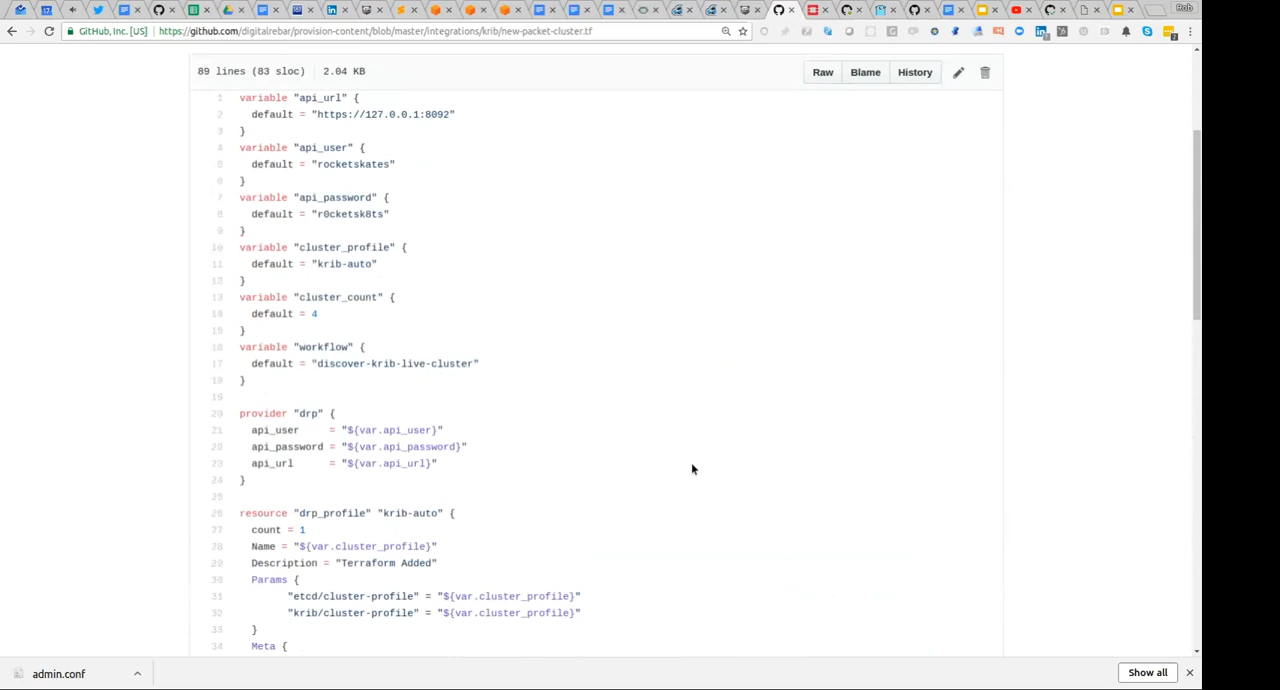 Rob
GitHub, Inc. [US] https://github.com/digitalrebar/provision-content/blob/master/integrations/krib/new-packet-cluster.tf
89 lines (83 sloc) 2.04 KB Raw Blame History
1 variable "api_url" {
2 default = "https://127.0.0.1:8092"
3 }
4 variable "api_user" {
5 default = "rocketskates"
6 }
7 variable "api_password" {
8 default = "r0cketsk8ts"
9 }
10 variable "cluster_profile" {
11 default = "krib-auto"
12 }
13 variable "cluster_count" {
14 default = 4
15 }
16 variable "workflow" {
17 default = "discover-krib-live-cluster"
18 }
19
20 provider "drp" {
21 api_user = "${var.api_user}"
22 api_password = "${var.api_password}"
23 api_url = "${var.api_url}"
24 }
25
26 resource "drp_profile" "krib-auto" {
27 count = 1
28 Name = "${var.cluster_profile}"
29 Description = "Terraform Added"
30 Params {
31 "etcd/cluster-profile" = "${var.cluster_profile}"
32 "krib/cluster-profile" = "${var.cluster_profile}"
33 }
34 Meta {
admin.conf Show all